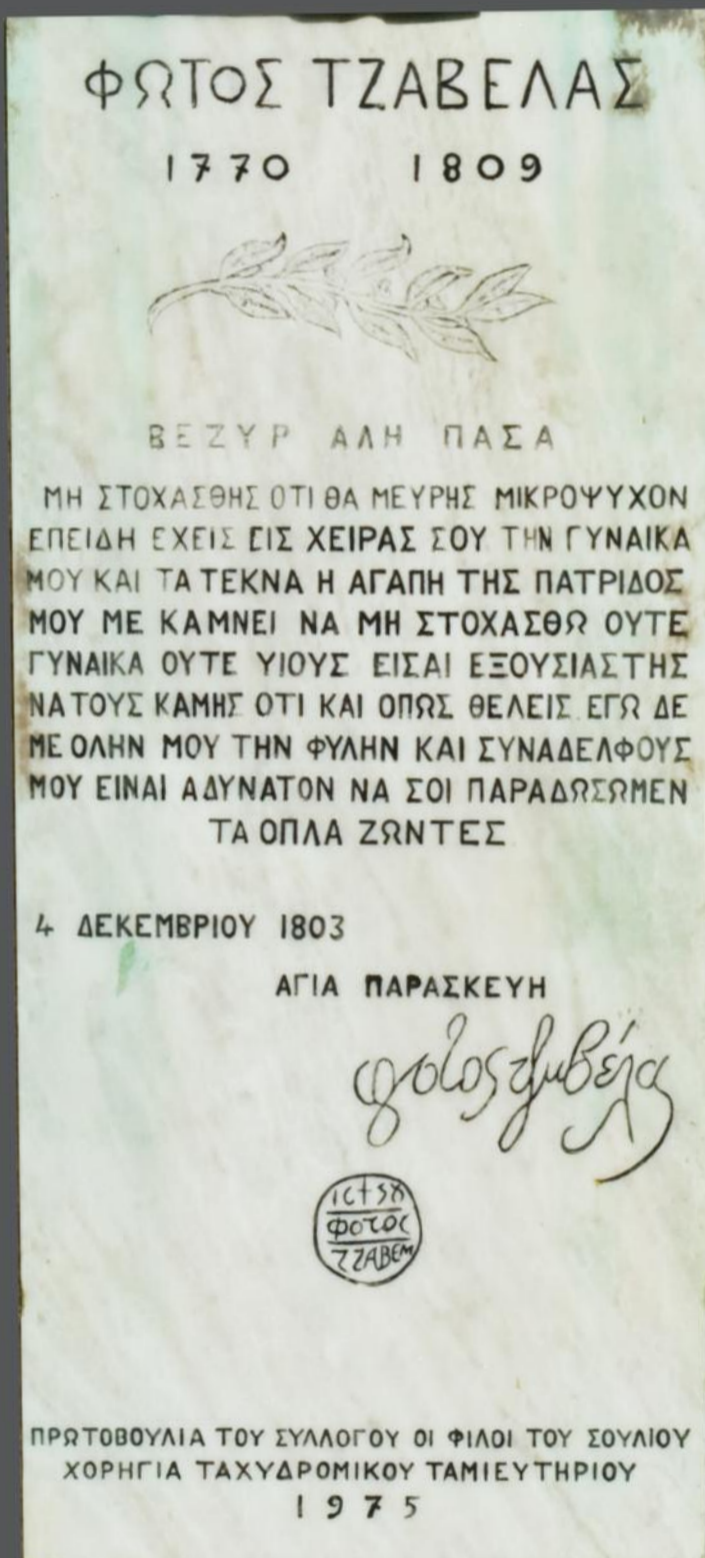 ΦΩΤΟΣ ΤΖΑΒΕΛΑΣ
1770 1809
ΒΕΖΥΡ ΑΛΗ ΠΑΣΑ
ΜΗ ΣΤΟΧΑΣΘΗΣ ΟΤΙ ΘΑ ΜΕΥΡΗΣ ΜΙΚΡΟΨΥΧΟΝ
ΕΠΕΙΔΗ ΕΧΕΙΣ ΕΙΣ ΧΕΙΡΑΣ ΣΟΥ ΤΗΝ ΓΥΝΑΙΚΑ
ΜΟΥ ΚΑΙ ΤΑ ΤΕΚΝΑ Η ΑΓΑΠΗ ΤΗΣ ΠΑΤΡΙΔΟΣ
ΜΟΥ ΜΕ ΚΑΜΝΕΙ ΝΑ ΜΗ ΣΤΟΧΑΣΘΩ ΟΥΤΕ
ΓΥΝΑΙΚΑ ΟΥΤΕ ΥΙΟΥΣ ΕΙΣΑΙ ΕΞΟΥΣΙΑΣΤΗΣ
ΝΑ ΤΟΥΣ ΚΑΜΗΣ ΟΤΙ ΚΑΙ ΟΠΩΣ ΘΕΛΕΙΣ ΕΓΩ ΔΕ
ΜΕ ΟΛΗΝ ΜΟΥ ΤΗΝ ΦΥΛΗΝ ΚΑΙ ΣΥΝΑΔΕΛΦΟΥΣ
ΜΟΥ ΕΙΝΑΙ ΑΔΥΝΑΤΟΝ ΝΑ ΣΟΙ ΠΑΡΑΔΩΣΩΜΕΝ
ΤΑ ΟΠΛΑ ΖΩΝΤΕΣ
4 ΔΕΚΕΜΒΡΙΟΥ 1803
ΑΓΙΑ ΠΑΡΑΣΚΕΥΗ
φοτος τζαβέλας
ΦΟΤΟC
ΠΡΩΤΟΒΟΥΛΙΑ ΤΟΥ ΣΥΛΛΟΓΟΥ ΟΙ ΦΙΛΟΙ ΤΟΥ ΣΟΥΛΙΟΥ
ΧΟΡΗΓΙΑ ΤΑΧΥΔΡΟΜΙΚΟΥ ΤΑΜΙΕΥΤΗΡΙΟΥ
1975